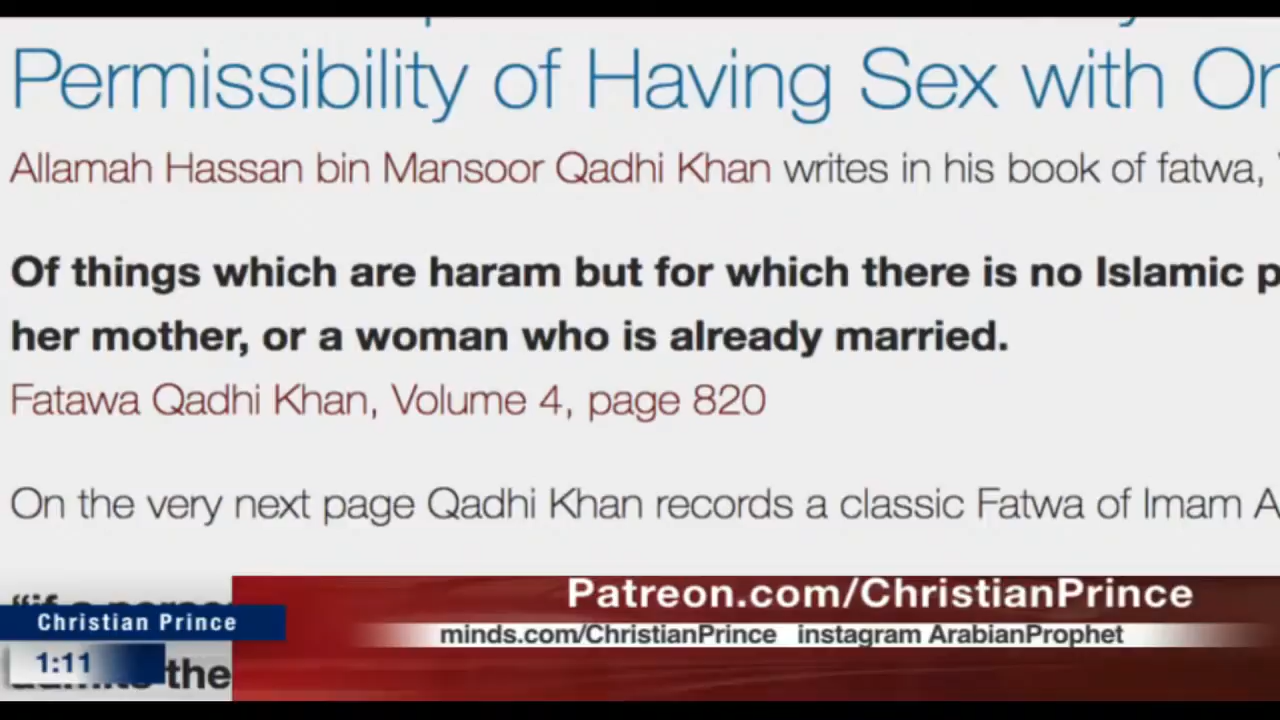 Permissibility of Having Sex with
Allamah Hassan bin Mansoor Qadhi Khan writes in his book of fatwa,
Of things which are haram but for which there is no Islamic p
her mother, or a woman who is already married.
Fatawa Qadhi Khan, Volume 4, page 820
On the very next page Qadhi Khan records a classic Fatwa of Imam A
Patreon.com/ChristianPrince
Christian Prince
minds.com/ChristianPrince instagram ArabianProphet
1:11
the